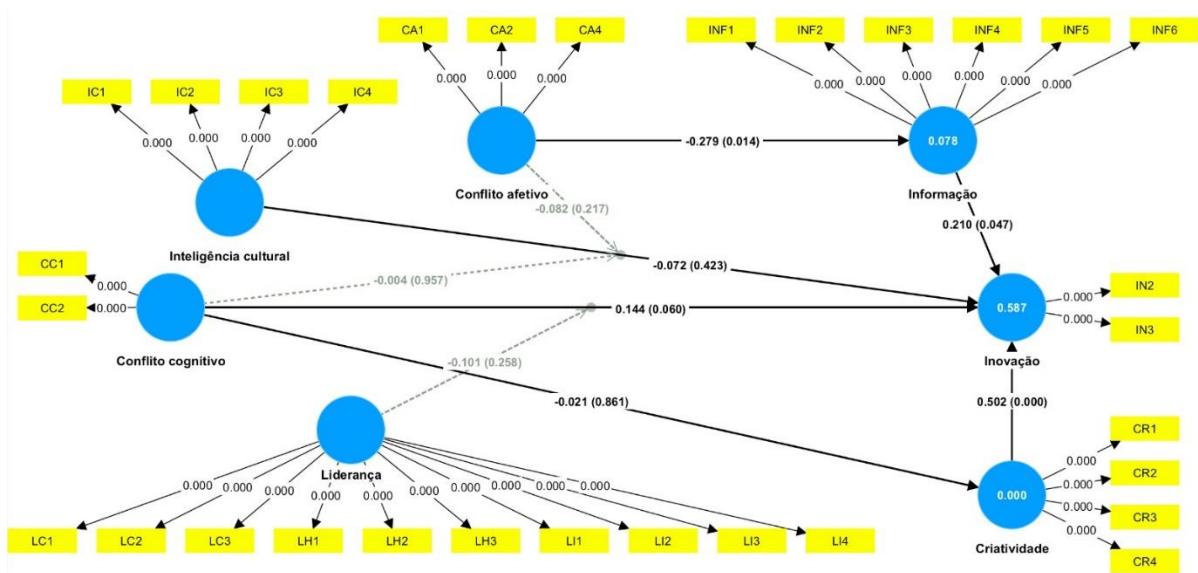 CA1
CA2
CA4
INF1
INF2
INF3
INF4
INF5
INF6
0.000
0.000
0.000
0.000
0.000
0.000
0.000
0.000
0.000
IC1
IC2
IC3
IC4
0.000
0.000
0.000
0.000
-0.279 (0.014)
0.078
Conflito afetivo
Informação
-0.082 (0.217)
0.210 (0.047)
Inteligência cultural
CC1
CC2
0.000
0.000
-0.004 (0.957)
-0.072 (0.423)
0.144 (0.060)
0.587
0.000
0.000
IN2
IN3
Conflito cognitivo
Inovação
-0.101 (0.258)
-0.021 (0.861)
0.502 (0.000)
Liderança
0.000
0.000
0.000
0.000
0.000
0.000
0.000
0.000
0.000
0.000
LC1
LC2
LC3
LH1
LH2
LH3
LI1
LI2
LI3
LI4
0.000
Criatividade
0.000
0.000
0.000
0.000
CR1
CR2
CR3
CR4